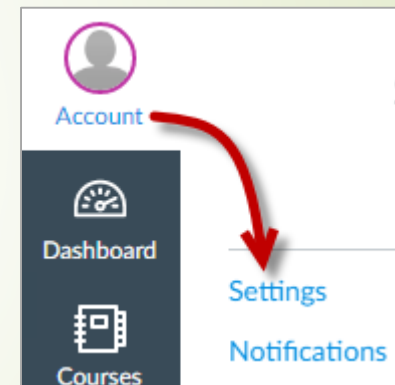 Account
Dashboard
Courses
Settings
Notifications